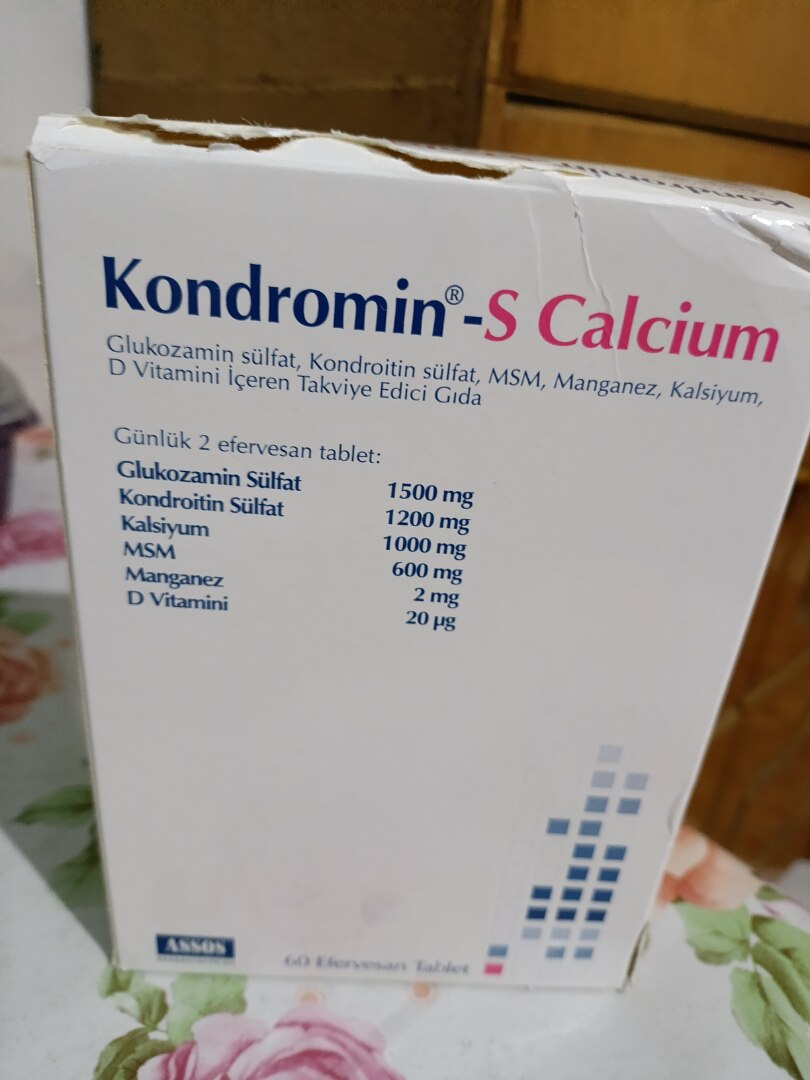 Kondromin
Kondromin®-S Calcium
Glukozamin sülfat, Kondroitin sülfat, MSM, Manganez, Kalsiyum,
D Vitamini İçeren Takviye Edici Gıda
Günlük 2 efervesan tablet:
Glukozamin Sülfat 1500 mg
Kondroitin Sülfat 1200 mg
Kalsiyum 1000 mg
MSM 600 mg
Manganez 2 mg
D Vitamini 20 µg
ASSOS
60 Efervesan Tablet